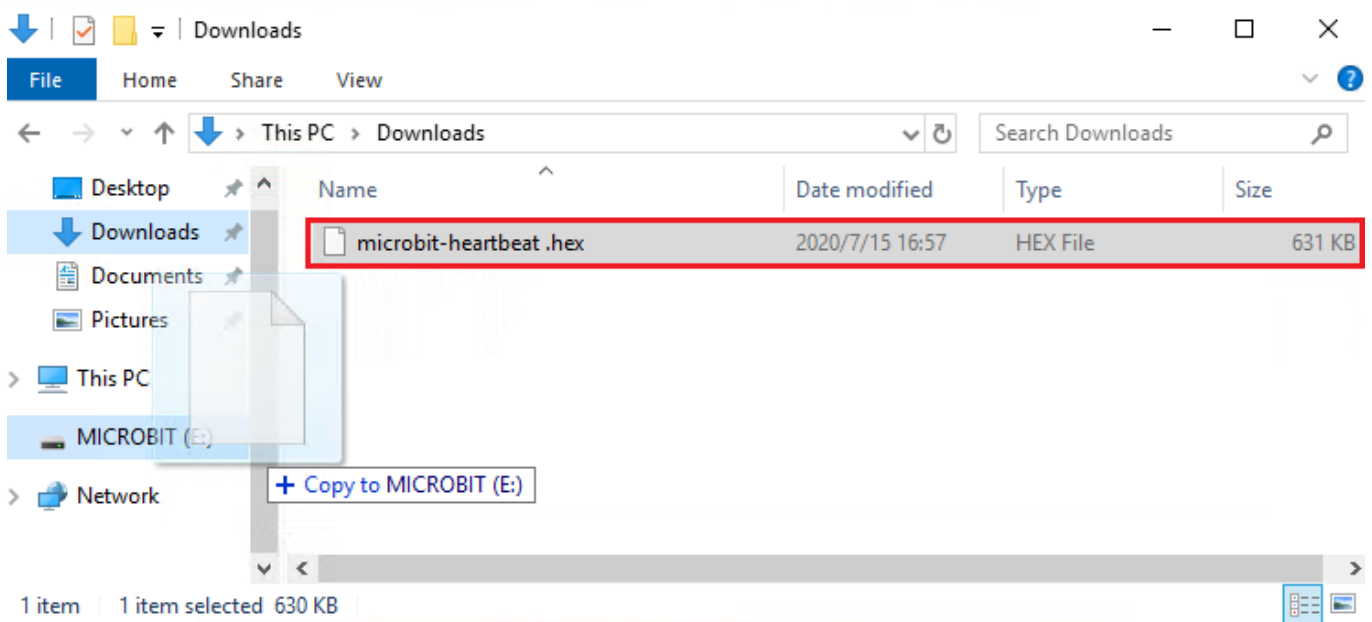 Downloads
File Home Share View
This PC > Downloads Search Downloads
Desktop Name Date modified Type Size
Downloads microbit-heartbeat .hex 2020/7/15 16:57 HEX File 631 KB
Documents
Pictures
This PC
MICROBIT (E:)
+ Copy to MICROBIT (E:)
Network
1 item 1 item selected 630 KB